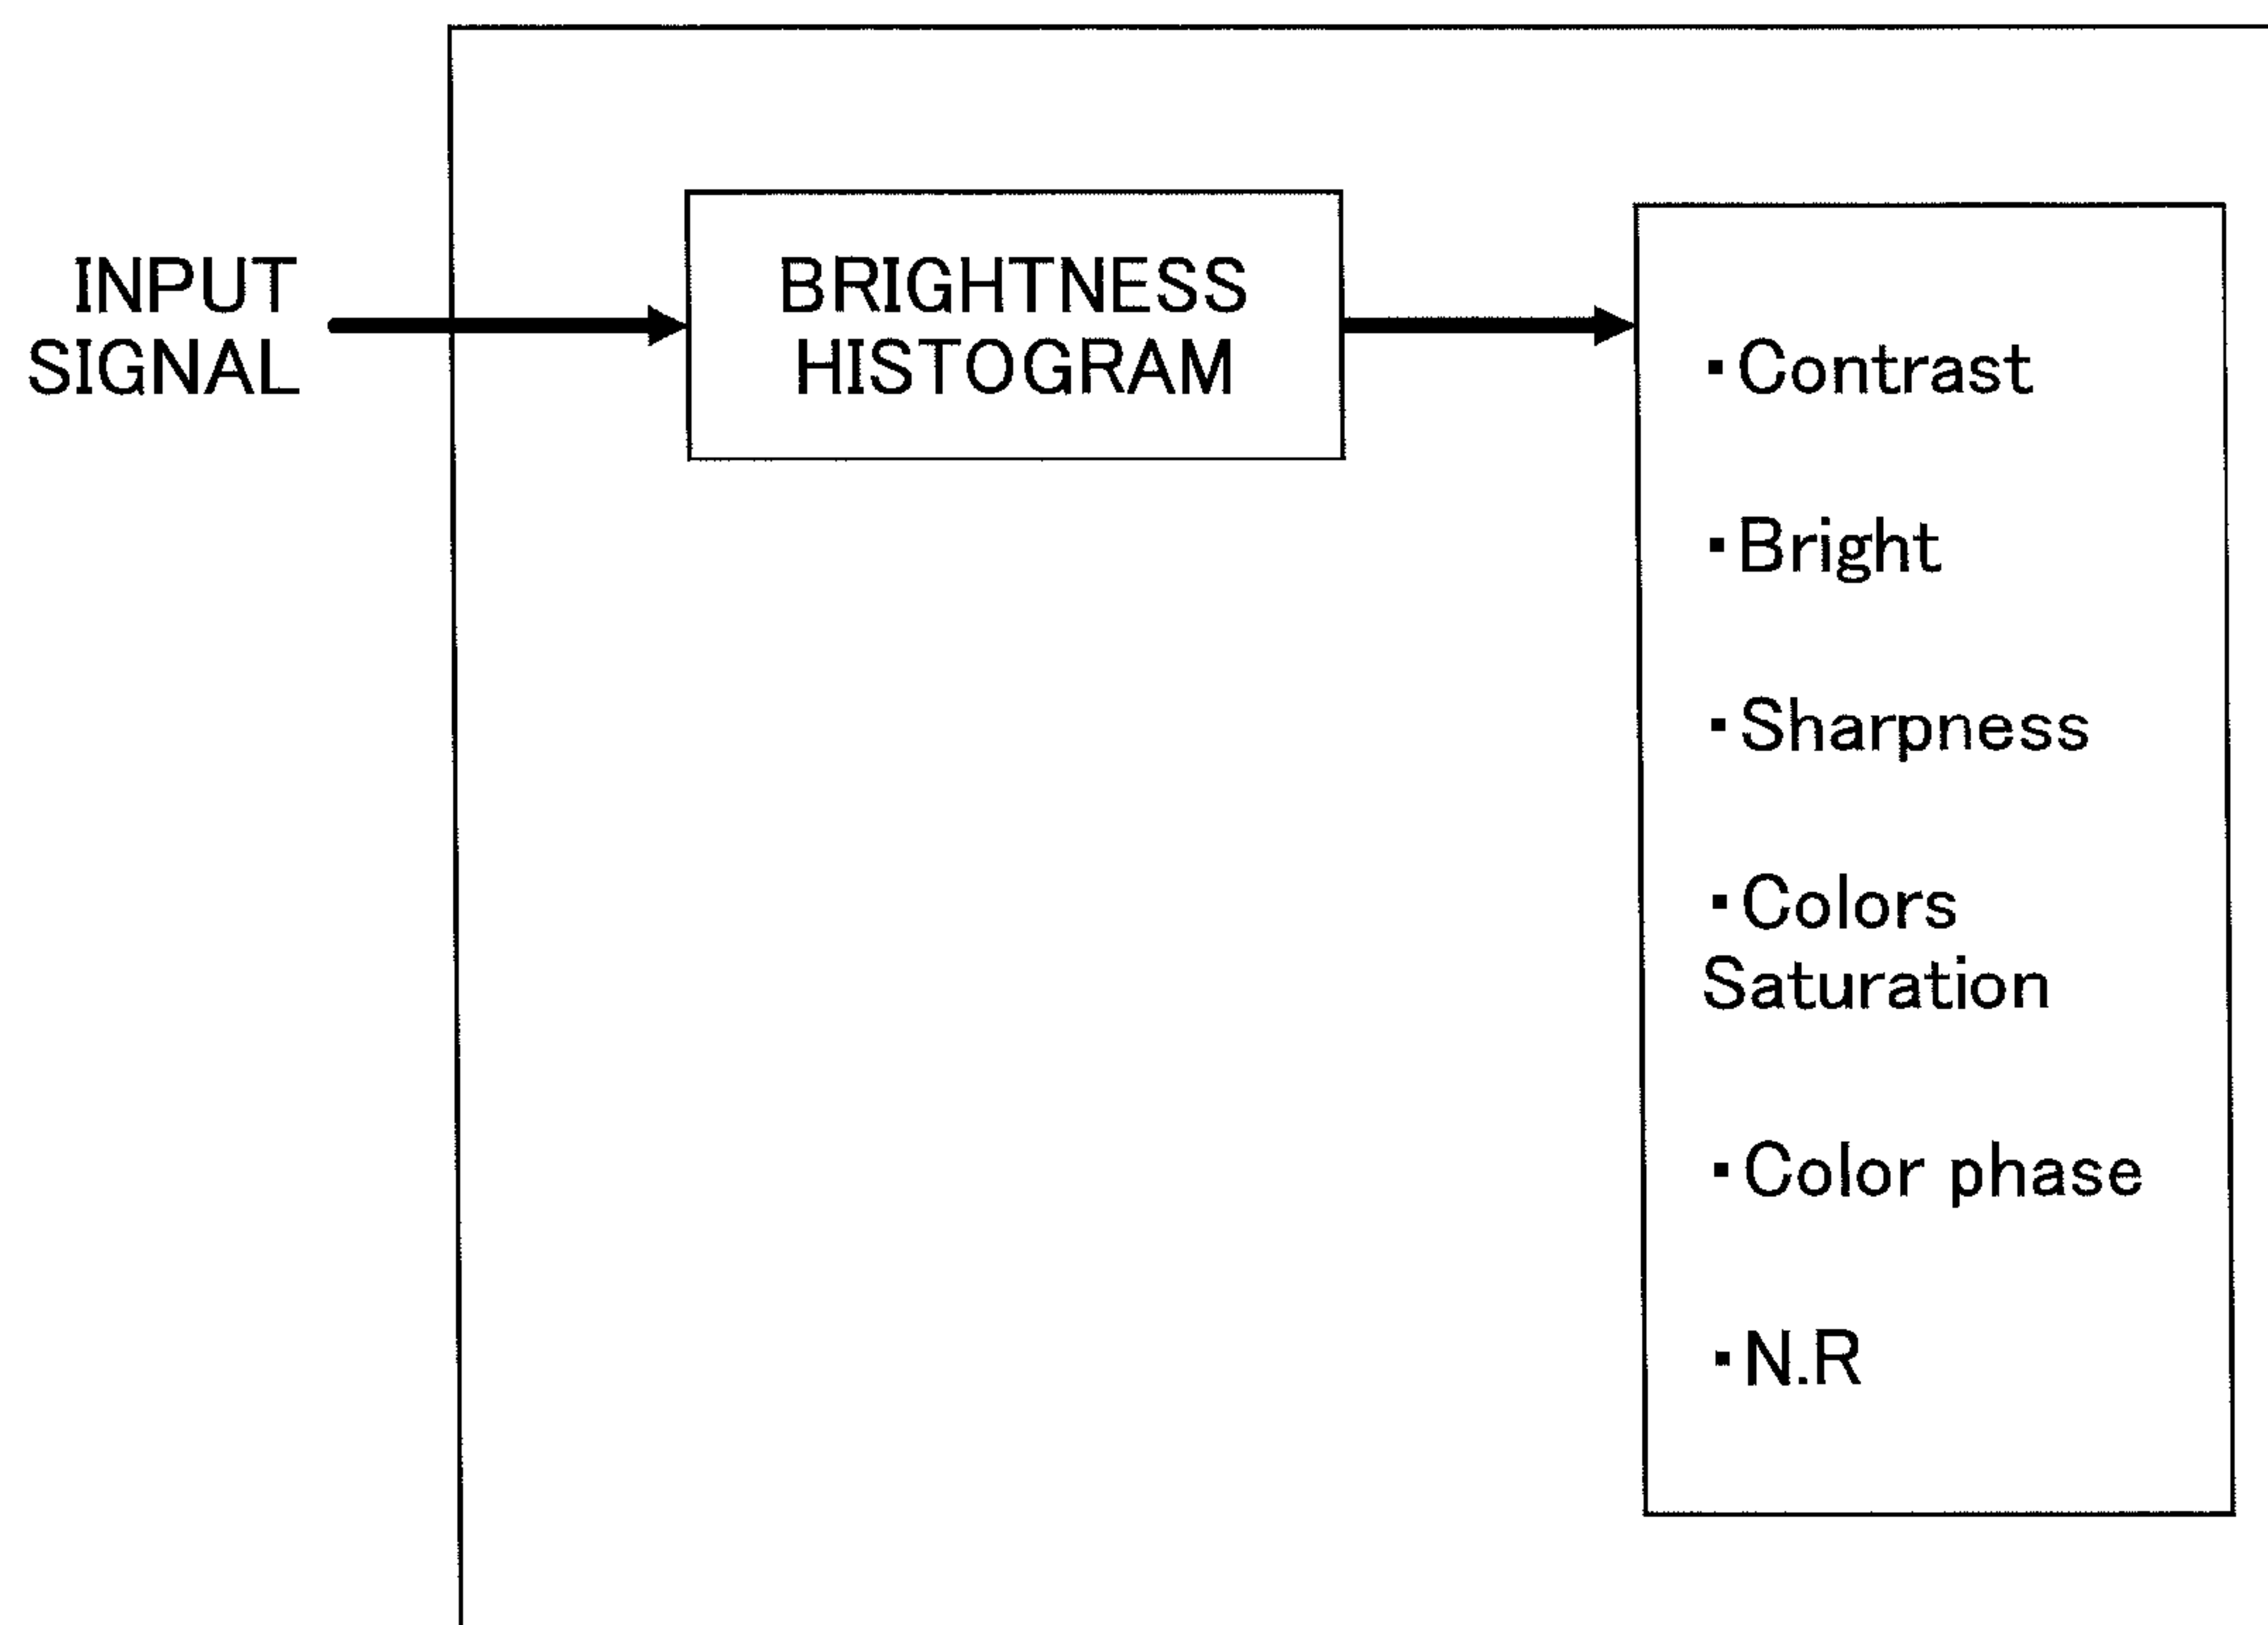 INPUT
SIGNAL
BRIGHTNESS
HISTOGRAM
・Contrast
・Bright
・Sharpness
・Colors
Saturation
・Color phase
・N.R